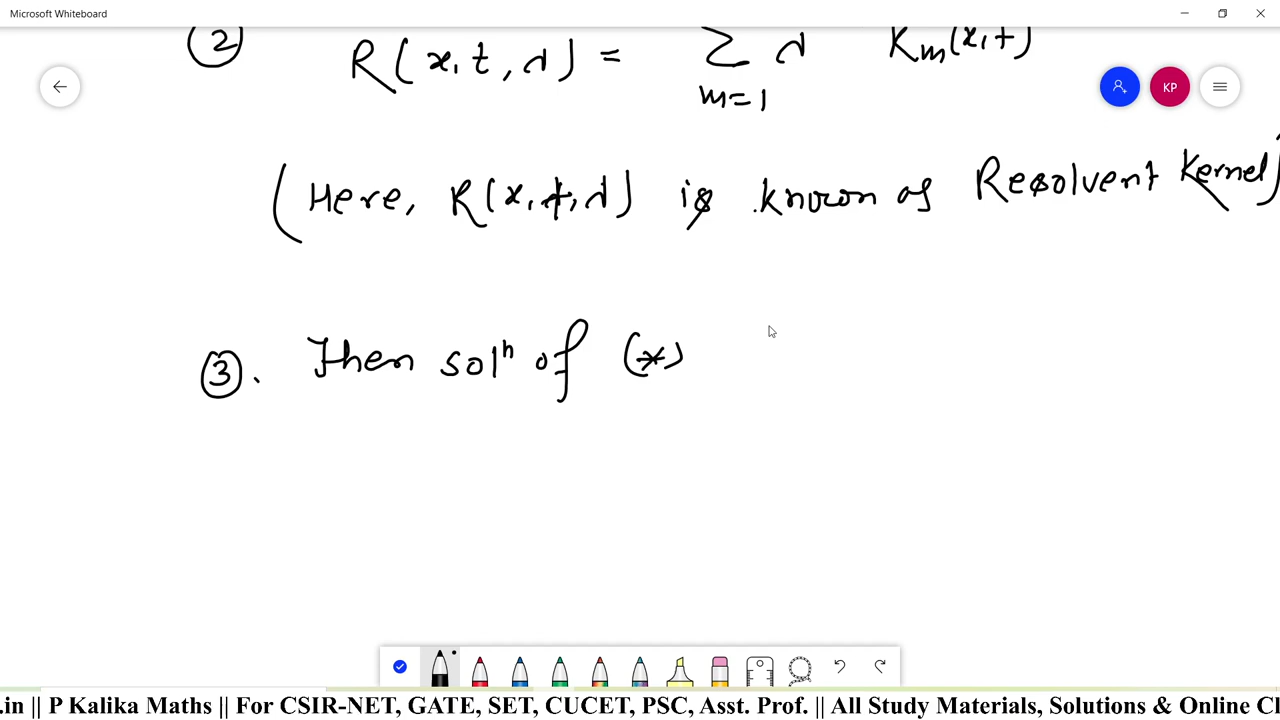 Microsoft Whiteboard
② R(x, t, λ) = Σ λ Kₘ(x, t)
m=1
KP
(Here, R(x, t, λ) is known as Resolvent Kernel)
③. Then solⁿ of (*)
.in || P Kalika Maths || For CSIR-NET, GATE, SET, CUCET, PSC, Asst. Prof. || All Study Materials, Solutions & Online Cl